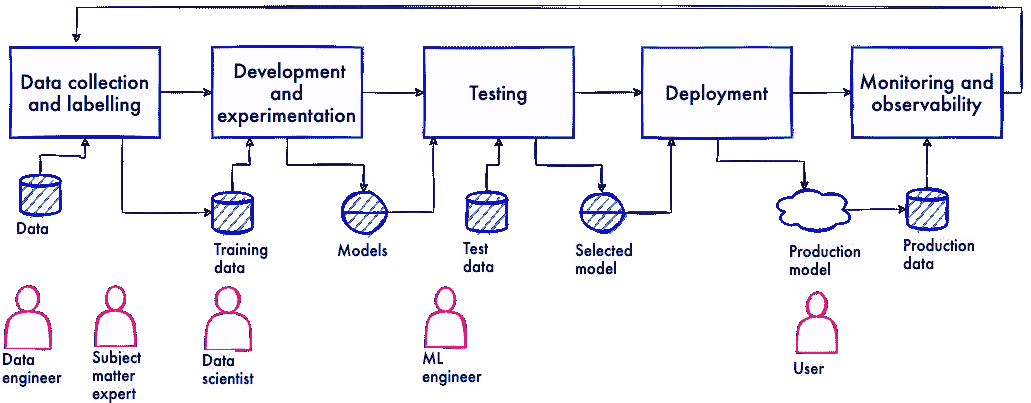 Data collection
and labelling
Development
and
experimentation
Testing
Deployment
Monitoring and
observability
Data
Training
data
Models
Test
data
Selected
model
Production
model
Production
data
Data
engineer
Subject
matter
expert
Data
scientist
ML
engineer
User